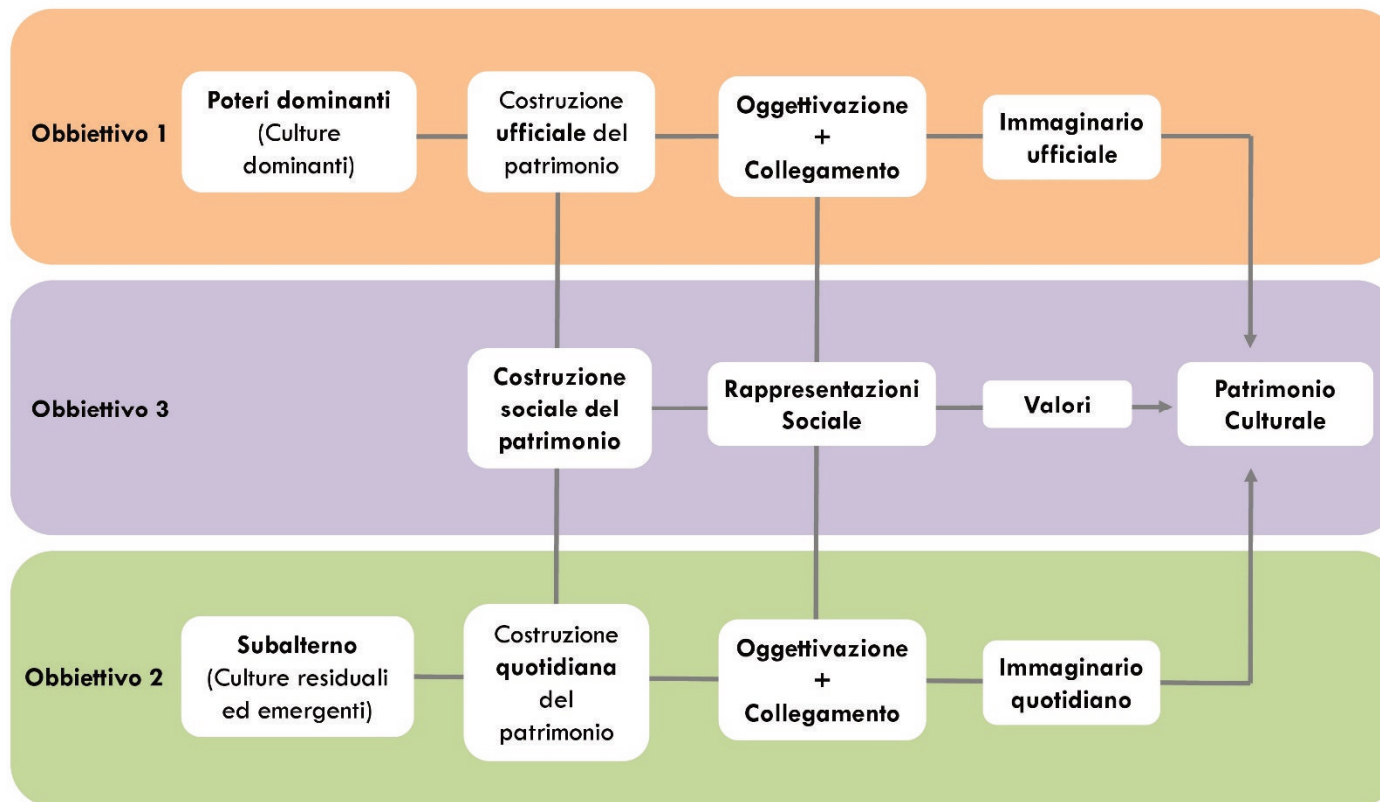 Obbiettivo 1
Poteri dominanti
(Culture
dominanti)
Costruzione
ufficiale del
patrimonio
Oggettivazione
+
Collegamento
Immaginario
ufficiale
Obbiettivo 3
Costruzione
sociale del
patrimonio
Rappresentazioni
Sociale
Valori
Patrimonio
Culturale
Obbiettivo 2
Subalterno
(Culture residuali
ed emergenti)
Costruzione
quotidiana
del
patrimonio
Oggettivazione
+
Collegamento
Immaginario
quotidiano